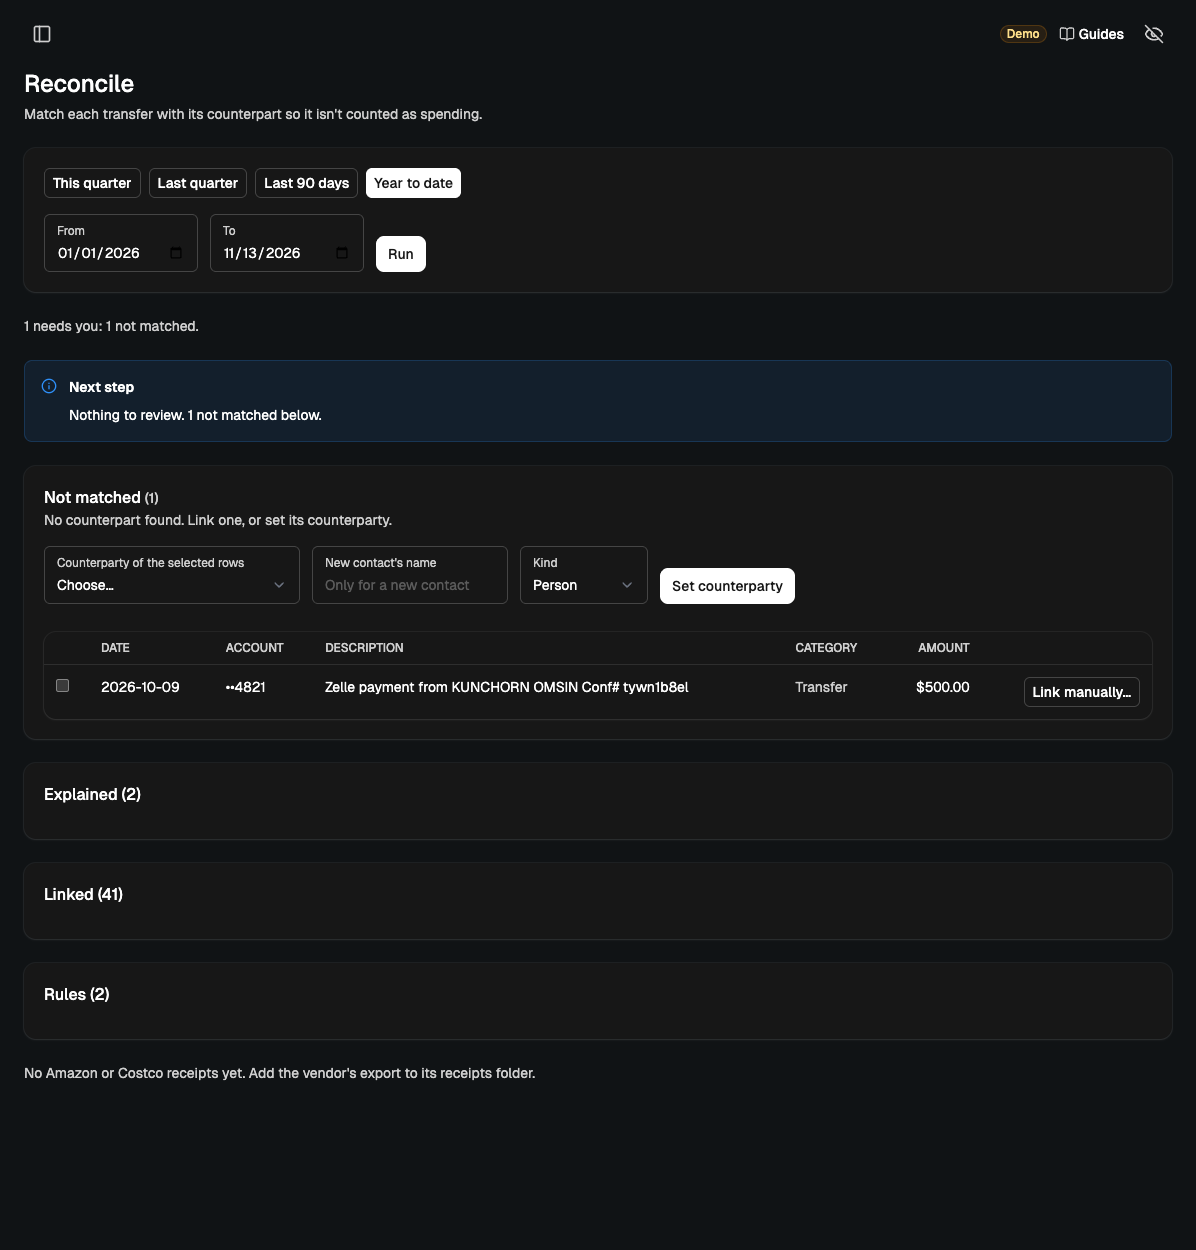 Demo
Guides
Reconcile
Match each transfer with its counterpart so it isn't counted as spending.
This quarter
Last quarter
Last 90 days
Year to date
From
01/01/2026
To
11/13/2026
Run
1 needs you: 1 not matched.
Next step
Nothing to review. 1 not matched below.
Not matched (1)
No counterpart found. Link one, or set its counterparty.
Counterparty of the selected rows
Choose...
New contact's name
Only for a new contact
Kind
Person
Set counterparty
DATE ACCOUNT DESCRIPTION CATEGORY AMOUNT
2026-10-09 ••4821 Zelle payment from KUNCHORN OMSIN Conf# tywn1b8el Transfer $500.00 Link manually...
Explained (2)
Linked (41)
Rules (2)
No Amazon or Costco receipts yet. Add the vendor's export to its receipts folder.